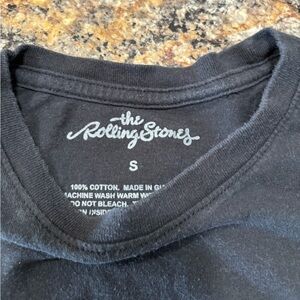 the
Rolling Stones
S
100% COTTON. MADE IN
MACHINE WASH WARM
DO NOT BLEACH.